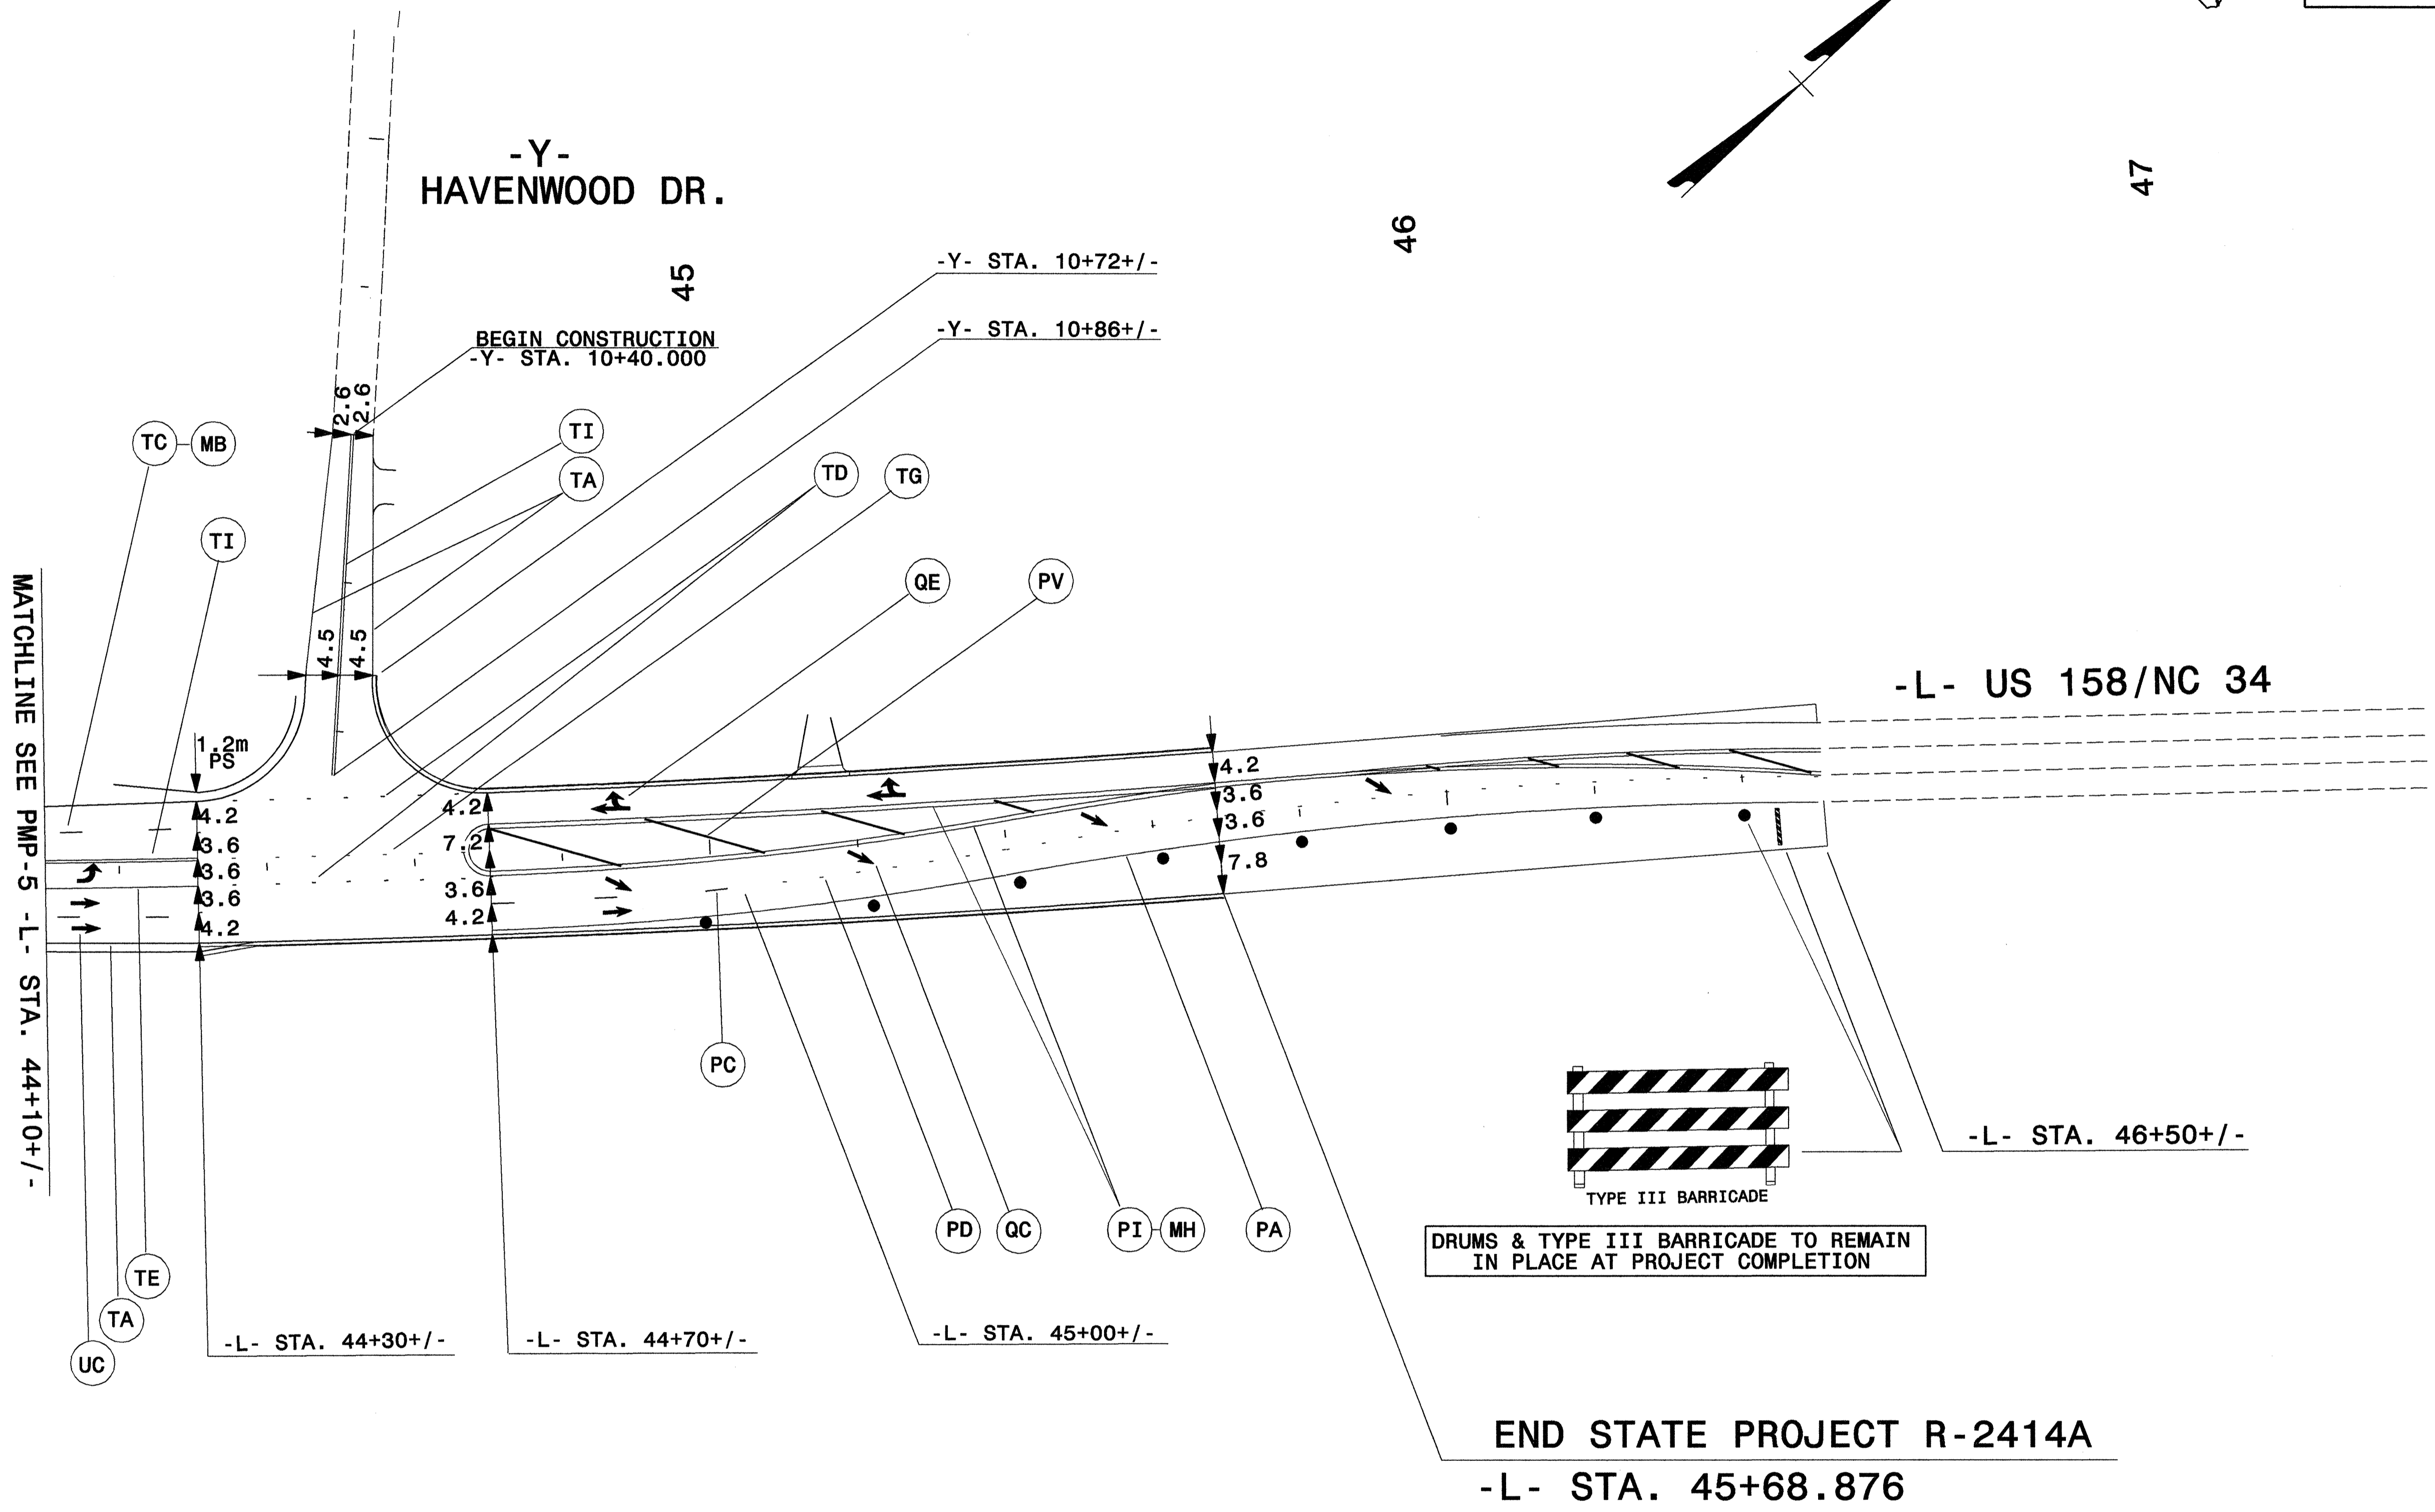 -Y-
HAVENWOOD DR.
45
46
47
-Y- STA. 10+72+/-
-Y- STA. 10+86+/-
BEGIN CONSTRUCTION
-Y- STA. 10+40.000
2.6
2.6
TC
MB
TI
TA
TD
TG
TI
QE
PV
4.5
4.5
MATCHLINE SEE PMP-5 -L- STA. 44+10+/-
-L- US 158/NC 34
1.2m
PS
4.2
3.6
3.6
3.6
4.2
4.2
7.2
3.6
4.2
4.2
3.6
3.6
7.8
PC
PD
QC
PI
MH
PA
TE
TA
UC
-L- STA. 44+30+/-
-L- STA. 44+70+/-
-L- STA. 45+00+/-
-L- STA. 46+50+/-
TYPE III BARRICADE
DRUMS & TYPE III BARRICADE TO REMAIN
IN PLACE AT PROJECT COMPLETION
END STATE PROJECT R-2414A
-L- STA. 45+68.876